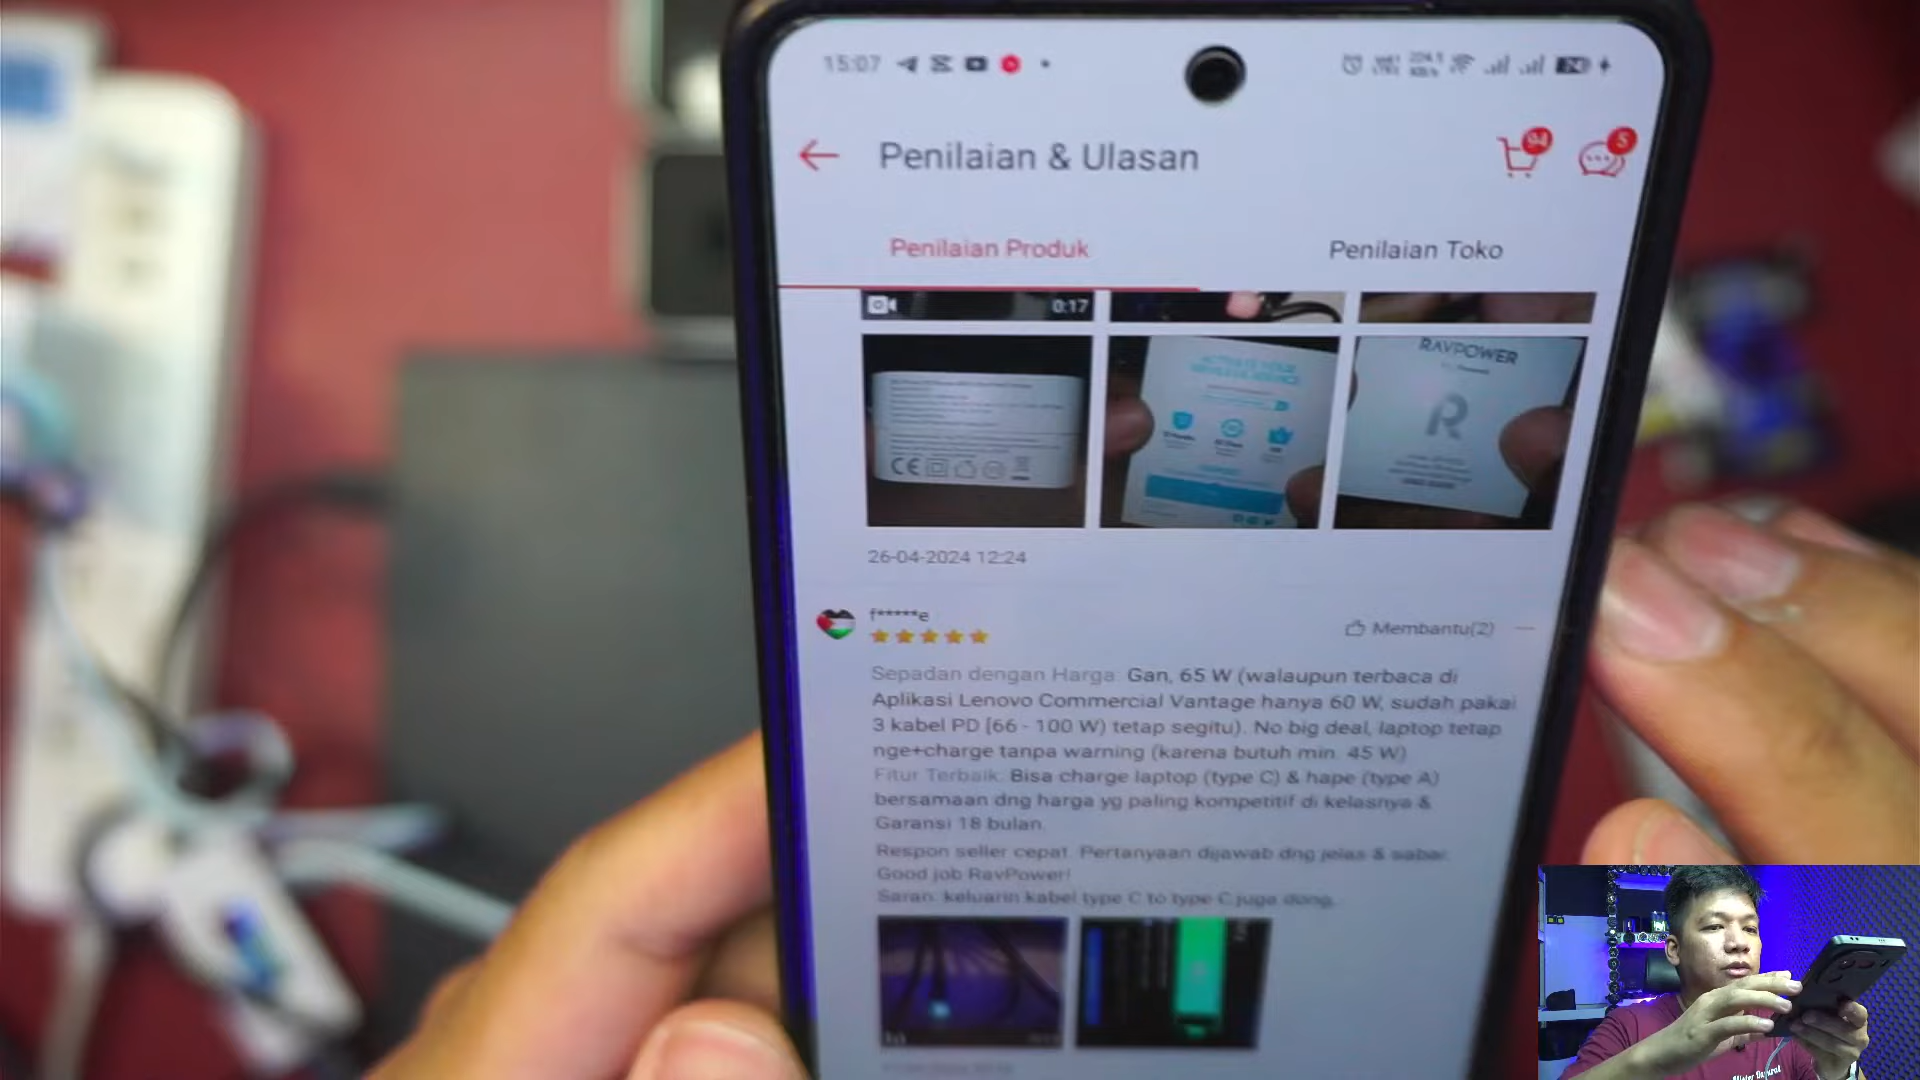 15:07
Penilaian & Ulasan
94
5
Penilaian Produk
Penilaian Toko
0:17
RAVPOWER
R
CE
26-04-2024 12:24
f*****e
Membantu(2)
Sepadan dengan Harga: Gan, 65 W (walaupun terbaca di
Aplikasi Lenovo Commercial Vantage hanya 60 W, sudah pakai
3 kabel PD [66 - 100 W) tetap segitu). No big deal, laptop tetap
nge+charge tanpa warning (karena butuh min. 45 W)
Fitur Terbaik: Bisa charge laptop (type C) & hape (type A)
bersamaan dng harga yg paling kompetitif di kelasnya &
Garansi 18 bulan.
Respon seller cepat. Pertanyaan dijawab dng jelas & sabar.
Good job RavPower!
Saran: keluarin kabel type C to type C juga dong,